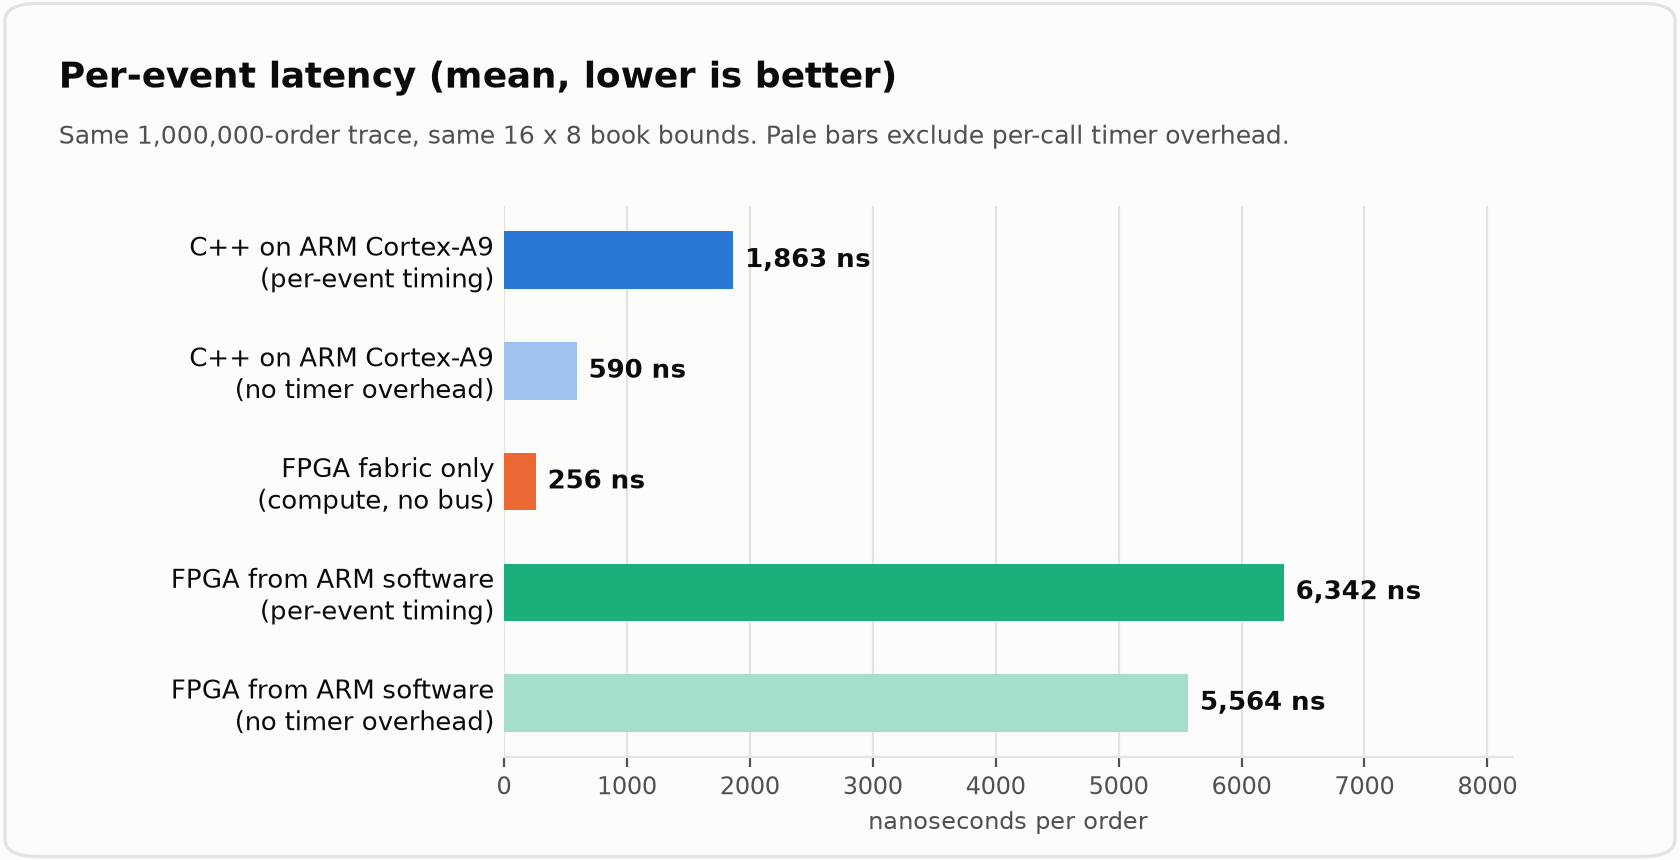 Per-event latency (mean, lower is better)
Same 1,000,000-order trace, same 16 x 8 book bounds. Pale bars exclude per-call timer overhead.
C++ on ARM Cortex-A9
(per-event timing)
1,863 ns
C++ on ARM Cortex-A9
(no timer overhead)
590 ns
FPGA fabric only
(compute, no bus)
256 ns
FPGA from ARM software
(per-event timing)
6,342 ns
FPGA from ARM software
(no timer overhead)
5,564 ns
0 1000 2000 3000 4000 5000 6000 7000 8000
nanoseconds per order